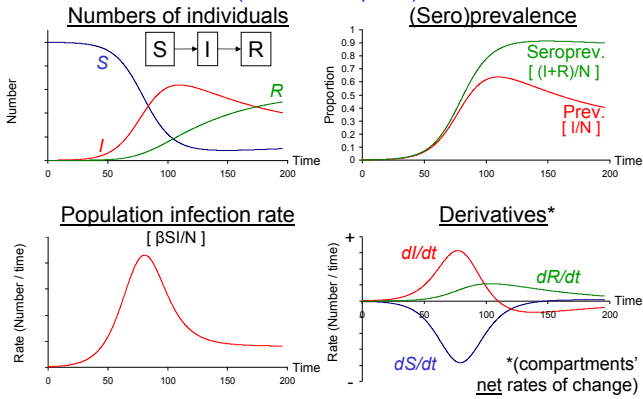 Numbers of individuals
S I R
S
I
R
Number
Time
0 50 100 150 200
(Sero)prevalence
Seroprev.
[ (I+R)/N ]
Prev.
[ I/N ]
Proportion
1
0.9
0.8
0.7
0.6
0.5
0.4
0.3
0.2
0.1
0
Time
0 50 100 150 200
Population infection rate
[ βSI/N ]
Rate (Number / time)
Time
0 50 100 150 200
Derivatives*
+
dI/dt
dR/dt
dS/dt
-
Rate (Number / time)
Time
0 50 100 150 200
*(compartments'
net rates of change)